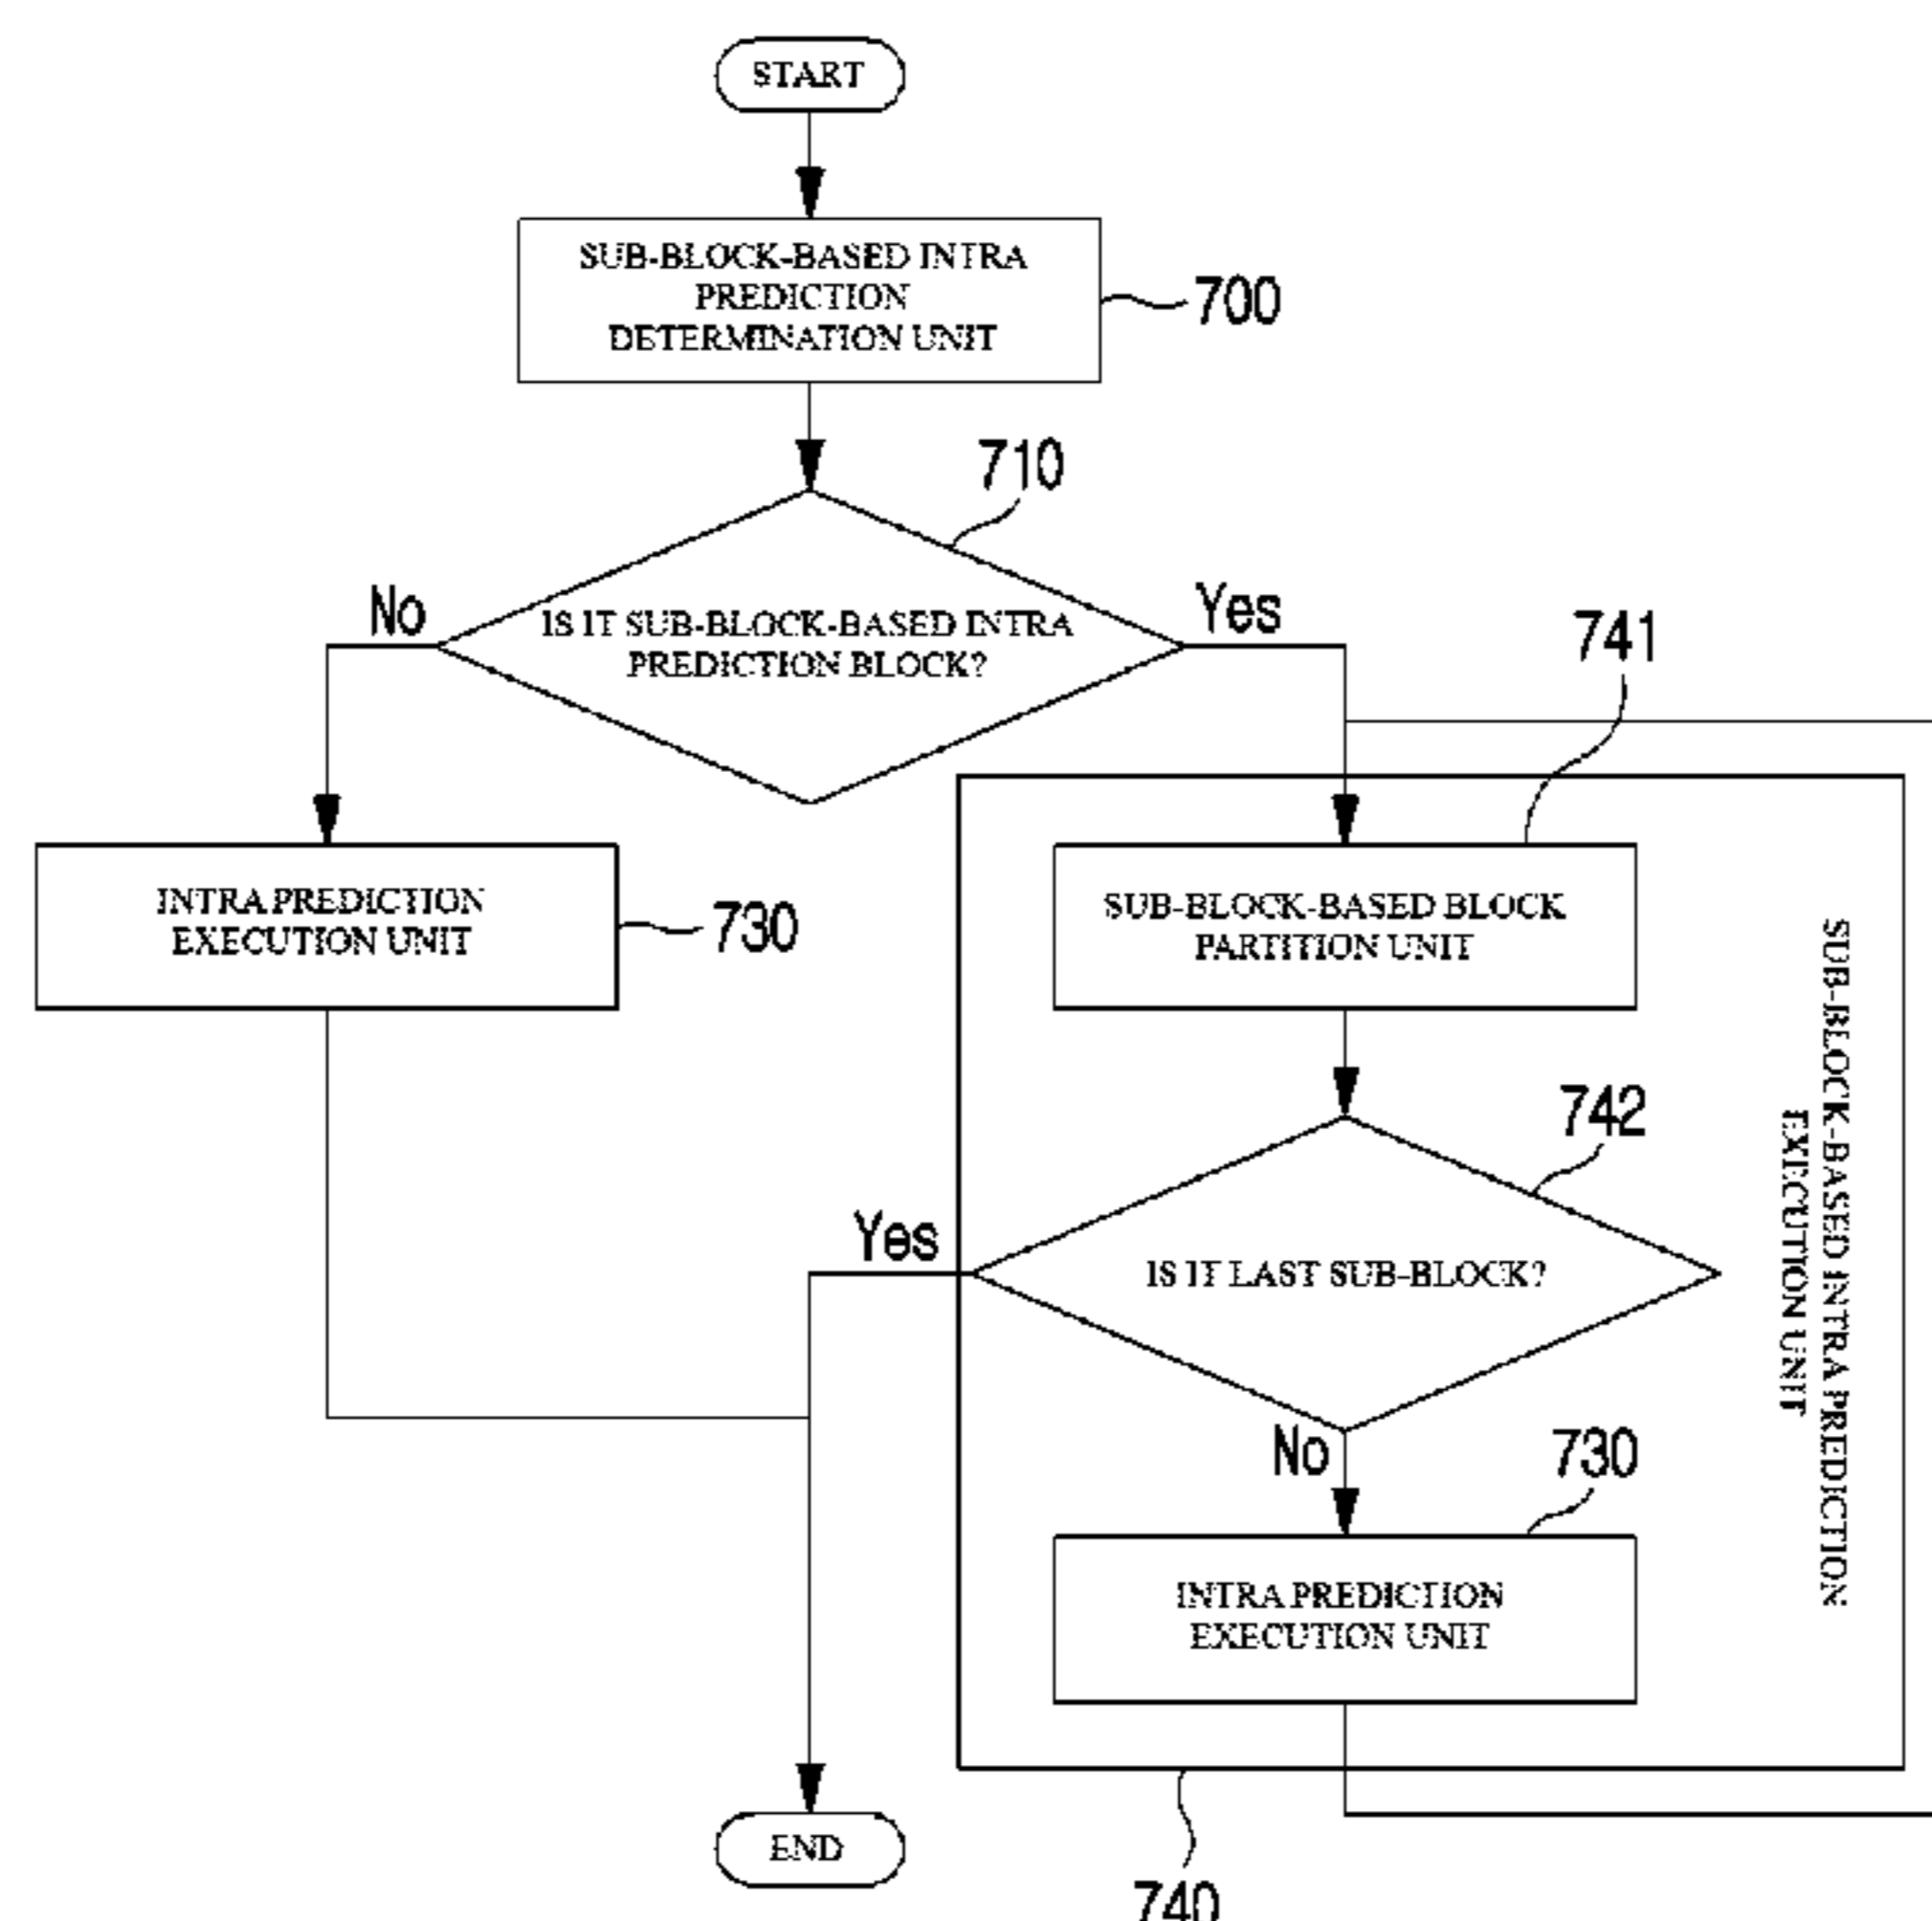 START
SUB-BLOCK-BASED INTRA
PREDICTION
DETERMINATION UNIT
700
710
IS IT SUB-BLOCK-BASED INTRA
PREDICTION BLOCK?
No
Yes
741
INTRA PREDICTION
EXECUTION UNIT
730
SUB-BLOCK-BASED BLOCK
PARTITION UNIT
SUB-BLOCK-BASED INTRA PREDICTION
EXECUTION UNIT
742
Yes
IS IT LAST SUB-BLOCK?
No
730
INTRA PREDICTION
EXECUTION UNIT
END
740